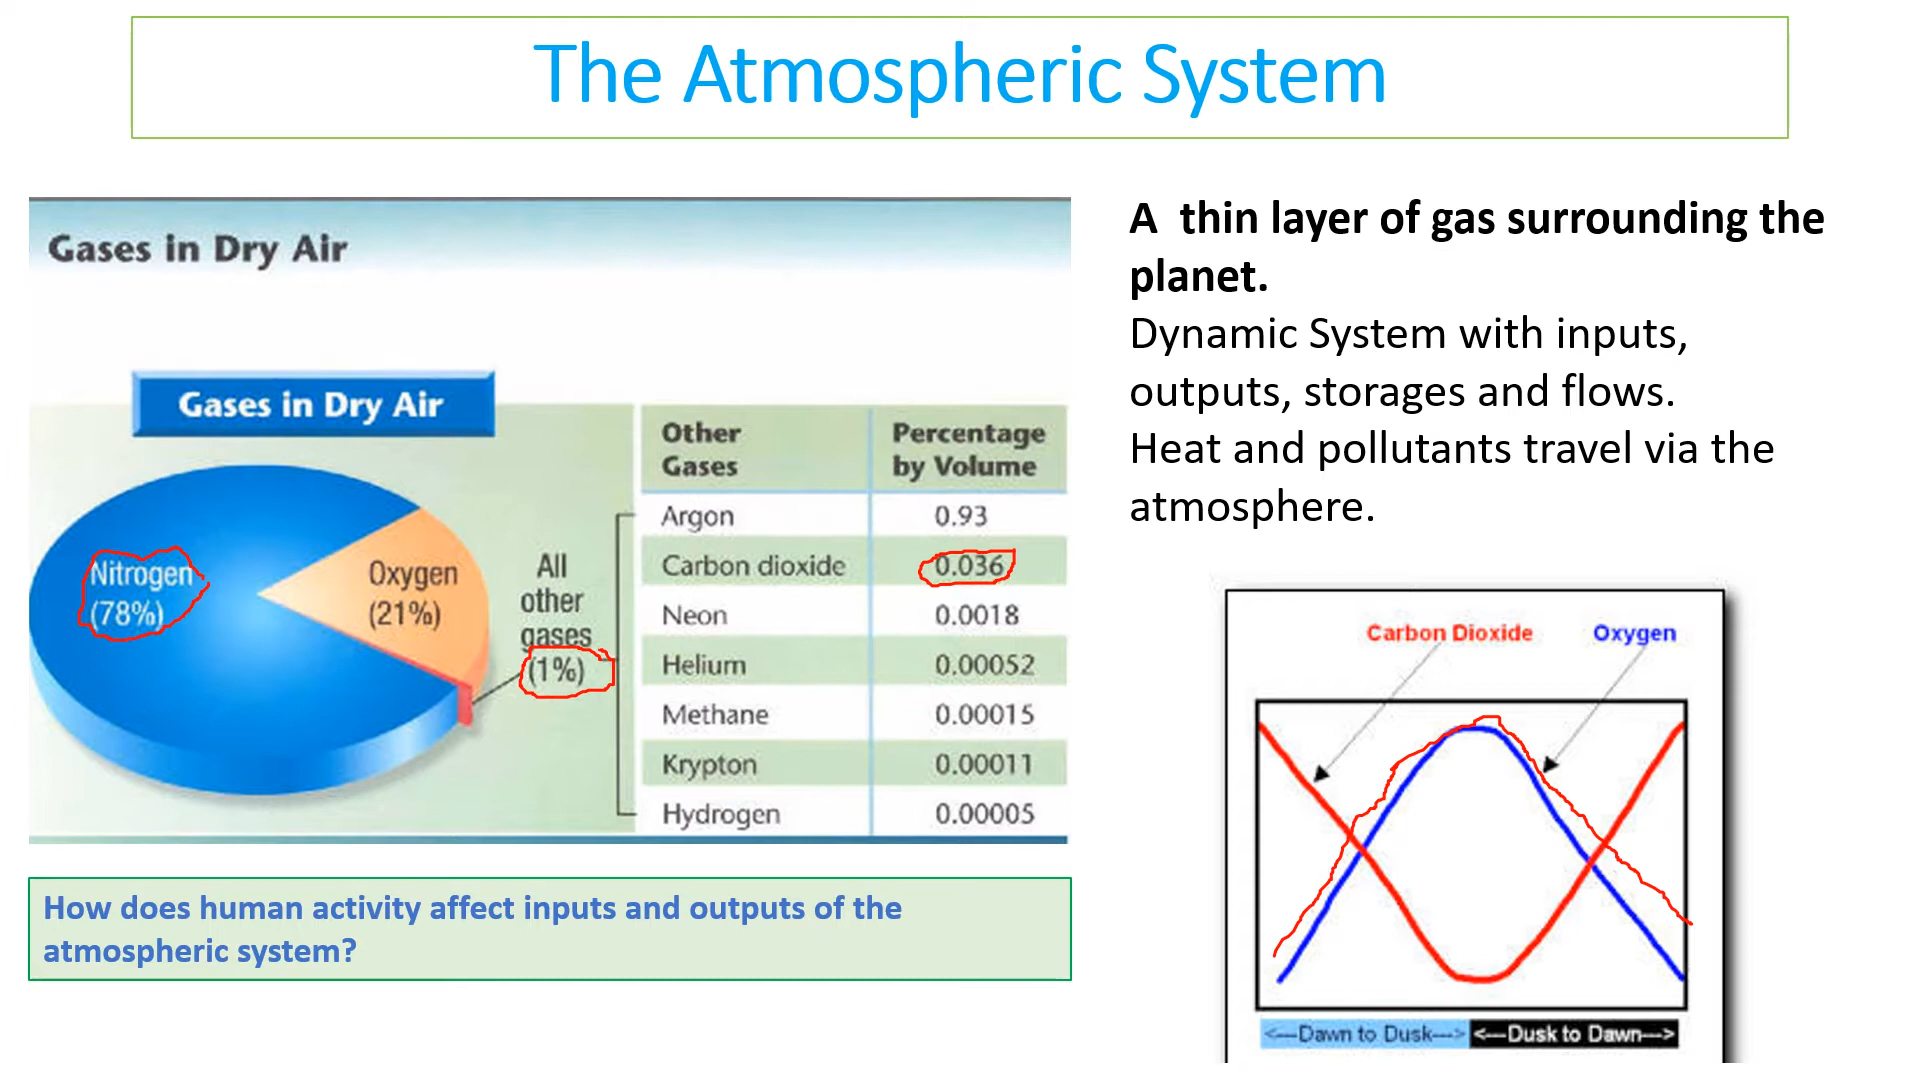 The Atmospheric System
Gases in Dry Air
Gases in Dry Air
Nitrogen
(78%)
Oxygen
(21%)
All
other
gases
(1%)
Other
Gases
Percentage
by Volume
Argon 0.93
Carbon dioxide 0.036
Neon 0.0018
Helium 0.00052
Methane 0.00015
Krypton 0.00011
Hydrogen 0.00005
How does human activity affect inputs and outputs of the
atmospheric system?
A thin layer of gas surrounding the
planet.
Dynamic System with inputs,
outputs, storages and flows.
Heat and pollutants travel via the
atmosphere.
Carbon Dioxide Oxygen
<---Dawn to Dusk---> <---Dusk to Dawn--->